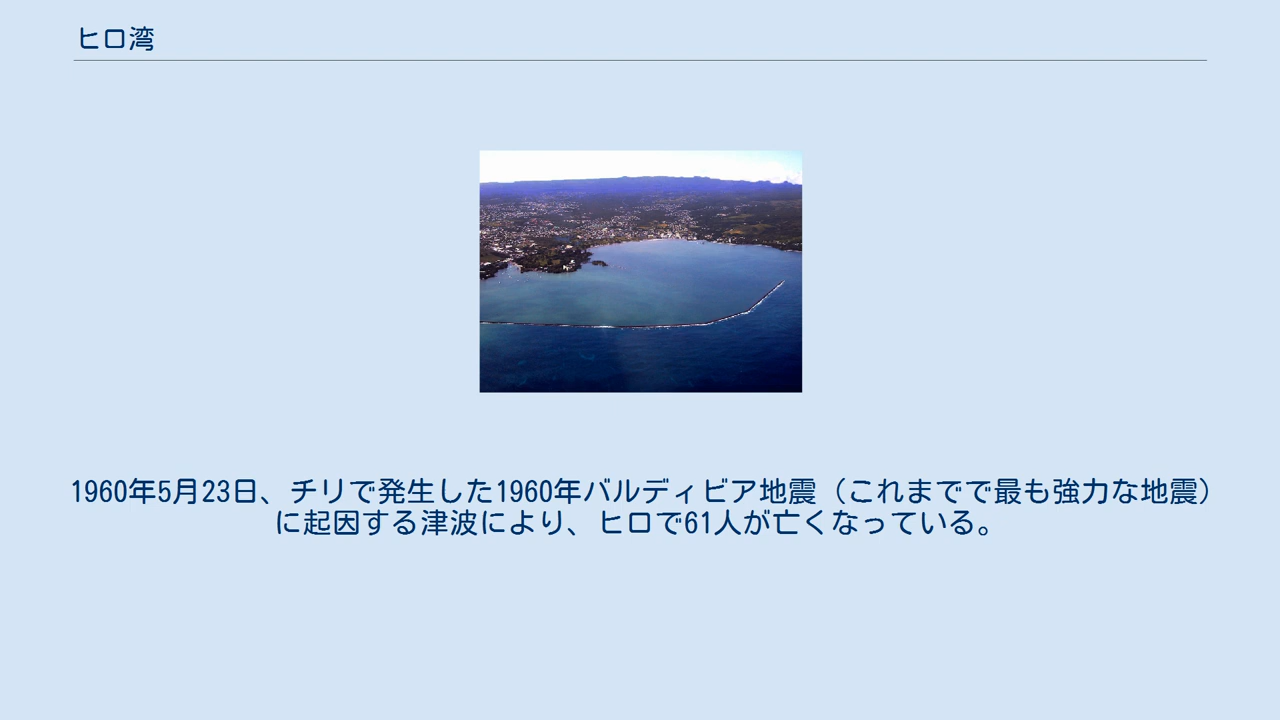 ヒロ湾
1960年5月23日、チリで発生した1960年バルディビア地震（これまでで最も強力な地震）
に起因する津波により、ヒロで61人が亡くなっている。